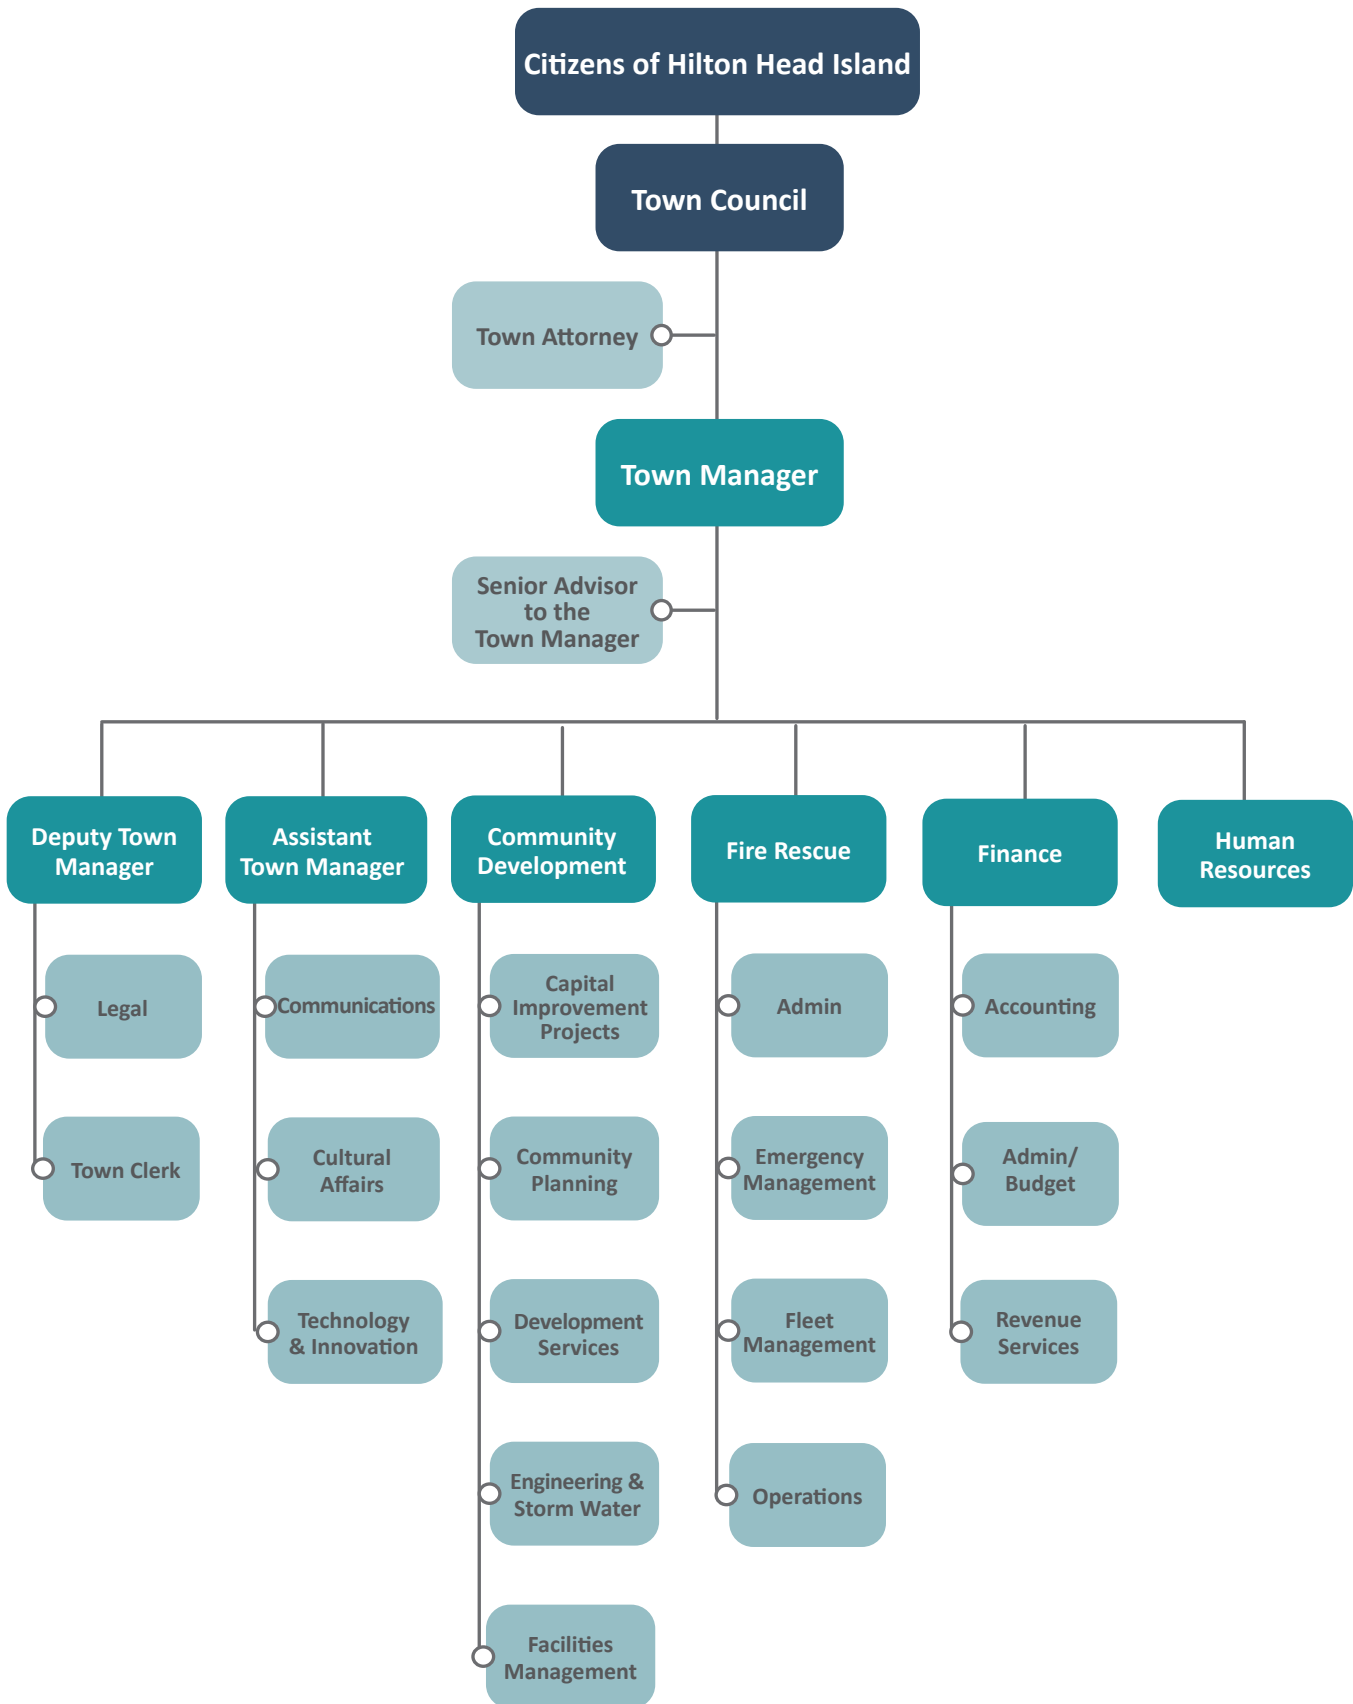 Citizens of Hilton Head Island
Town Council
Town Attorney
Town Manager
Senior Advisor
to the
Town Manager
Deputy Town
Manager
Assistant
Town Manager
Community
Development
Fire Rescue
Finance
Human
Resources
Legal
Town Clerk
Communications
Cultural
Affairs
Technology
& Innovation
Capital
Improvement
Projects
Community
Planning
Development
Services
Engineering &
Storm Water
Facilities
Management
Admin
Emergency
Management
Fleet
Management
Operations
Accounting
Admin/
Budget
Revenue
Services